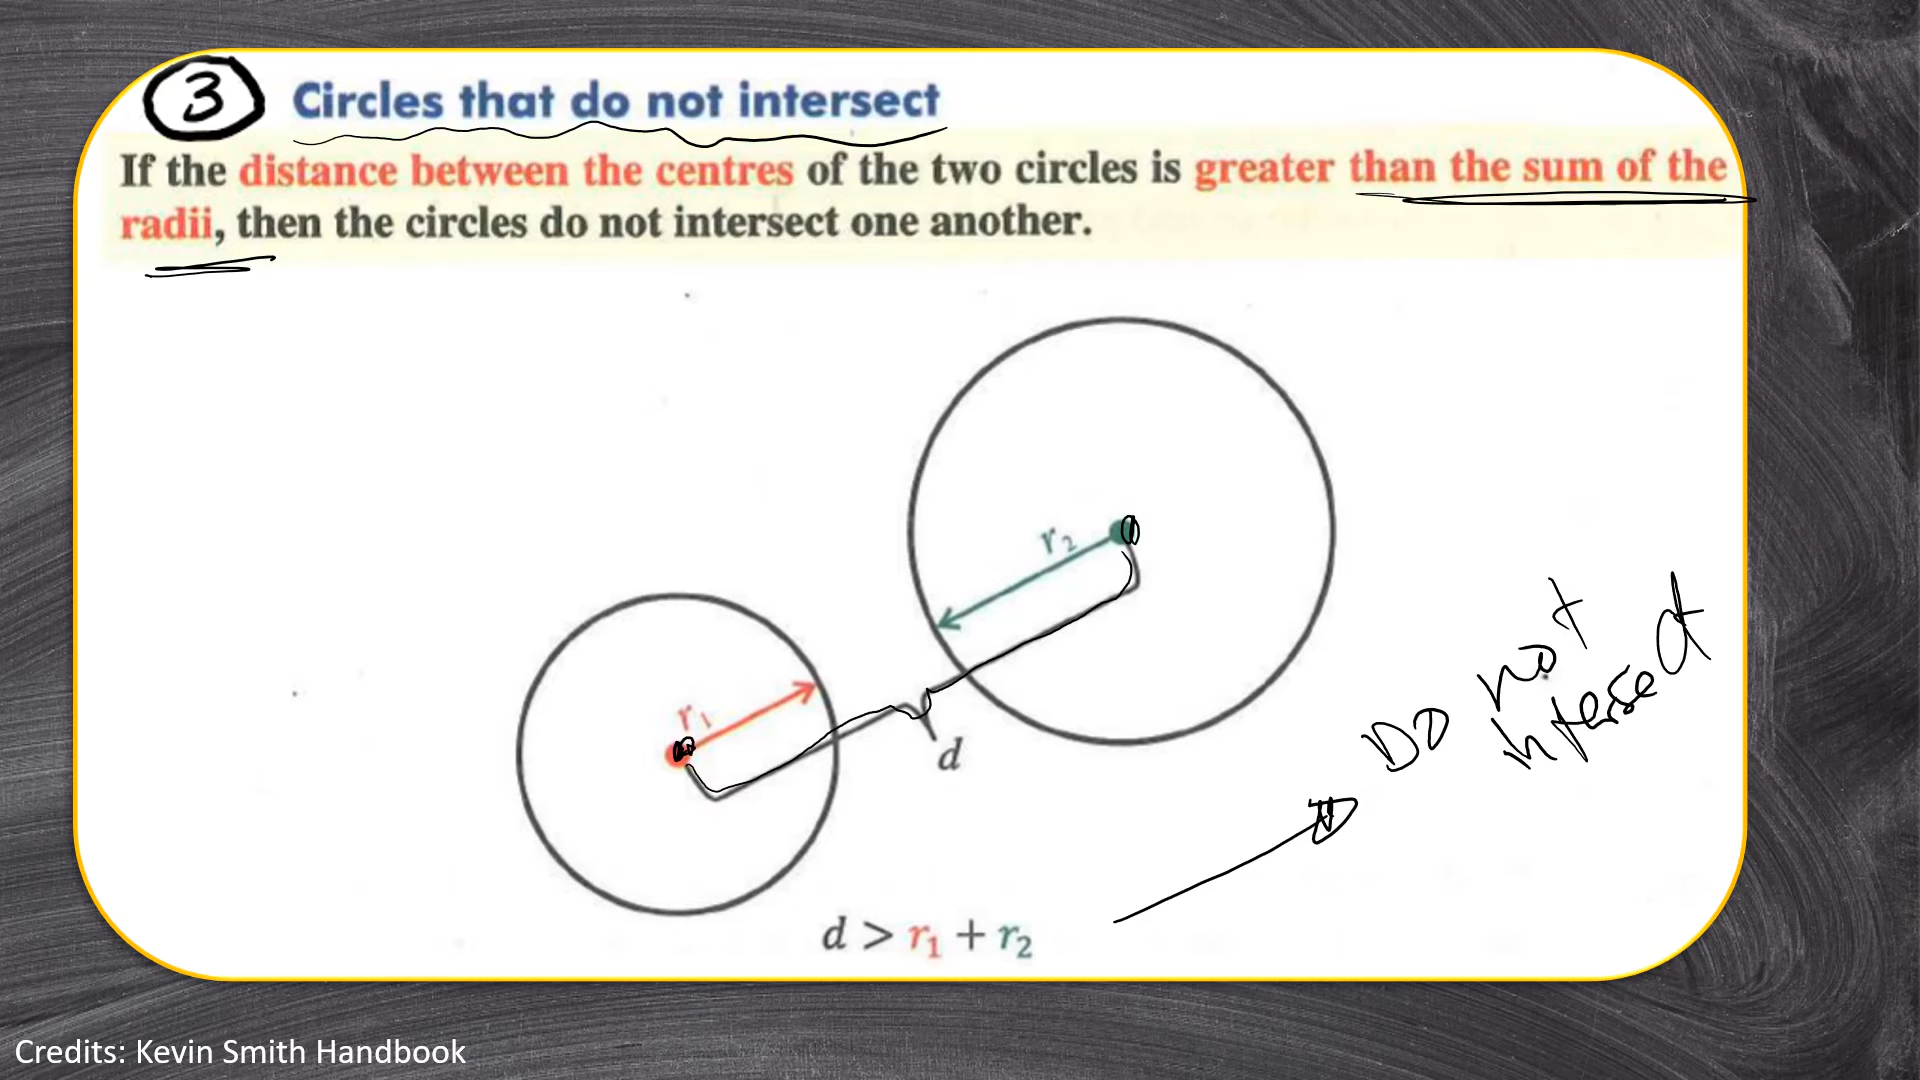 3 Circles that do not intersect
If the distance between the centres of the two circles is greater than the sum of the
radii, then the circles do not intersect one another.
r₂
r₁
d
Do not
intersect
d > r₁ + r₂
Credits: Kevin Smith Handbook